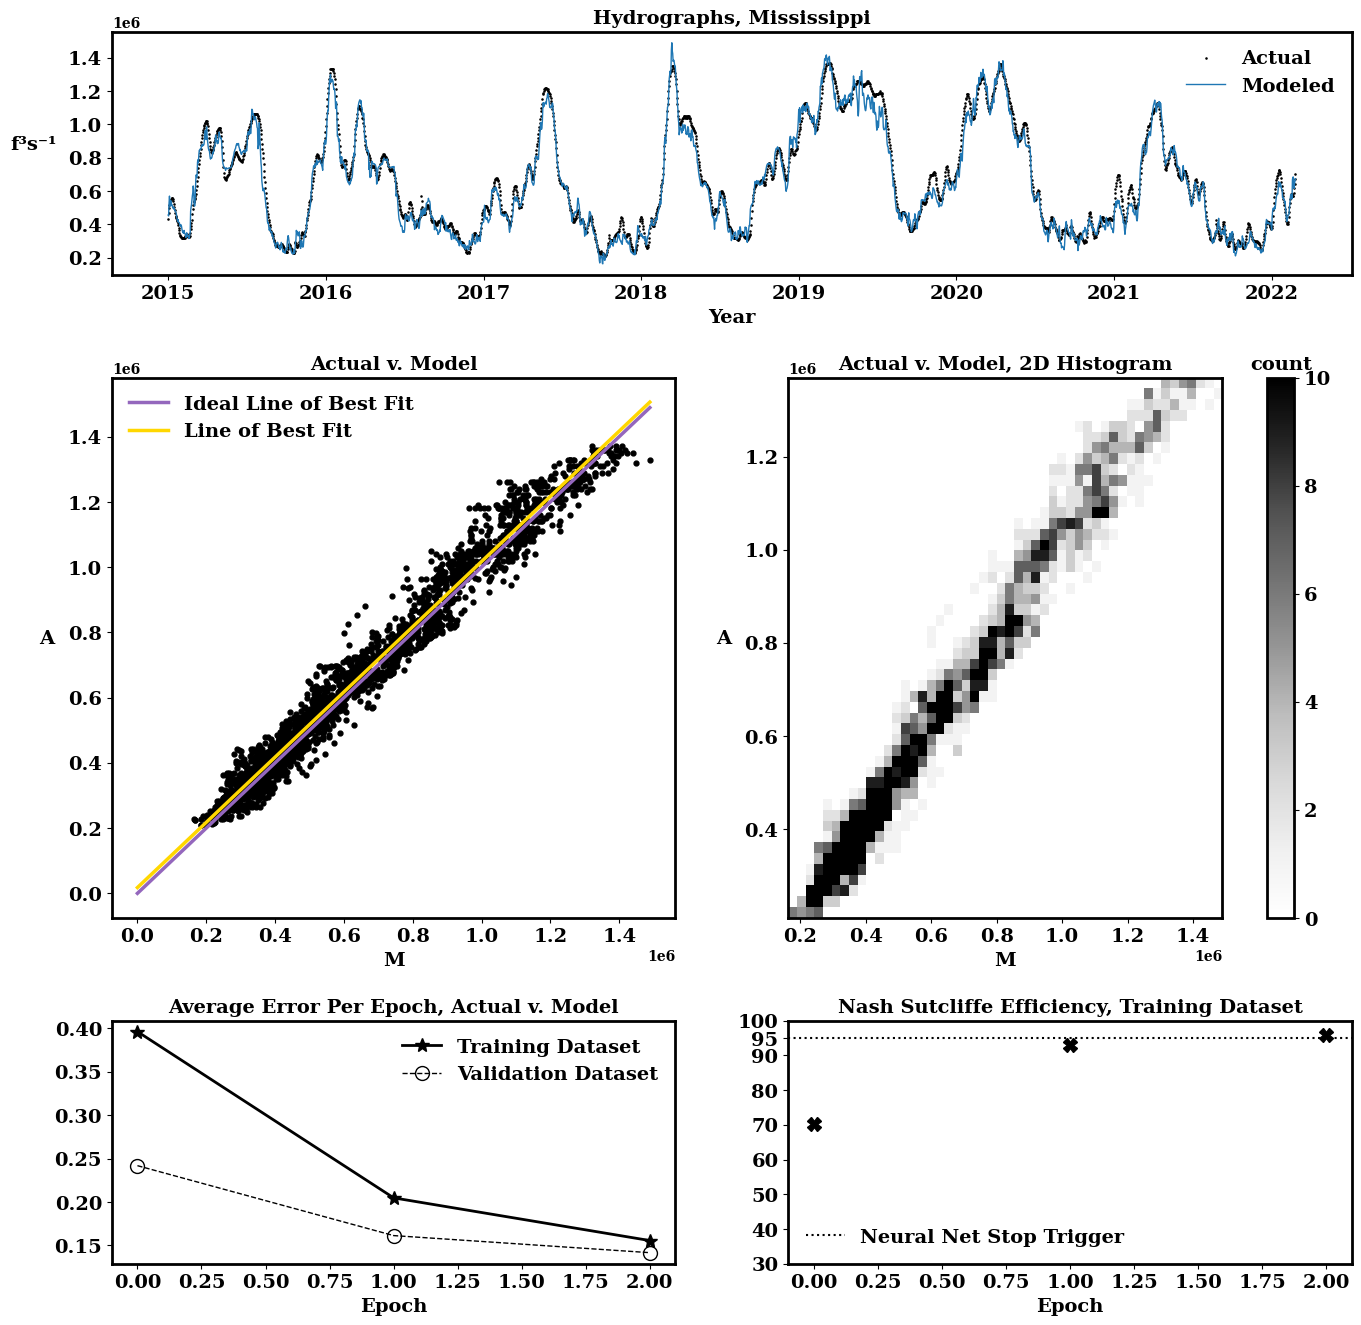 Hydrographs, Mississippi
1e6
Actual
Modeled
f³s⁻¹
1.4
1.2
1.0
0.8
0.6
0.4
0.2
2015 2016 2017 2018 2019 2020 2021 2022
Year
Actual v. Model
1e6
Ideal Line of Best Fit
Line of Best Fit
A
1.4
1.2
1.0
0.8
0.6
0.4
0.2
0.0
0.0 0.2 0.4 0.6 0.8 1.0 1.2 1.4
M
1e6
Actual v. Model, 2D Histogram
1e6
A
1.2
1.0
0.8
0.6
0.4
0.2 0.4 0.6 0.8 1.0 1.2 1.4
M
1e6
count
10
8
6
4
2
0
Average Error Per Epoch, Actual v. Model
Training Dataset
Validation Dataset
0.40
0.35
0.30
0.25
0.20
0.15
0.00 0.25 0.50 0.75 1.00 1.25 1.50 1.75 2.00
Epoch
Nash Sutcliffe Efficiency, Training Dataset
100
95
90
80
70
60
50
40
30
Neural Net Stop Trigger
0.00 0.25 0.50 0.75 1.00 1.25 1.50 1.75 2.00
Epoch